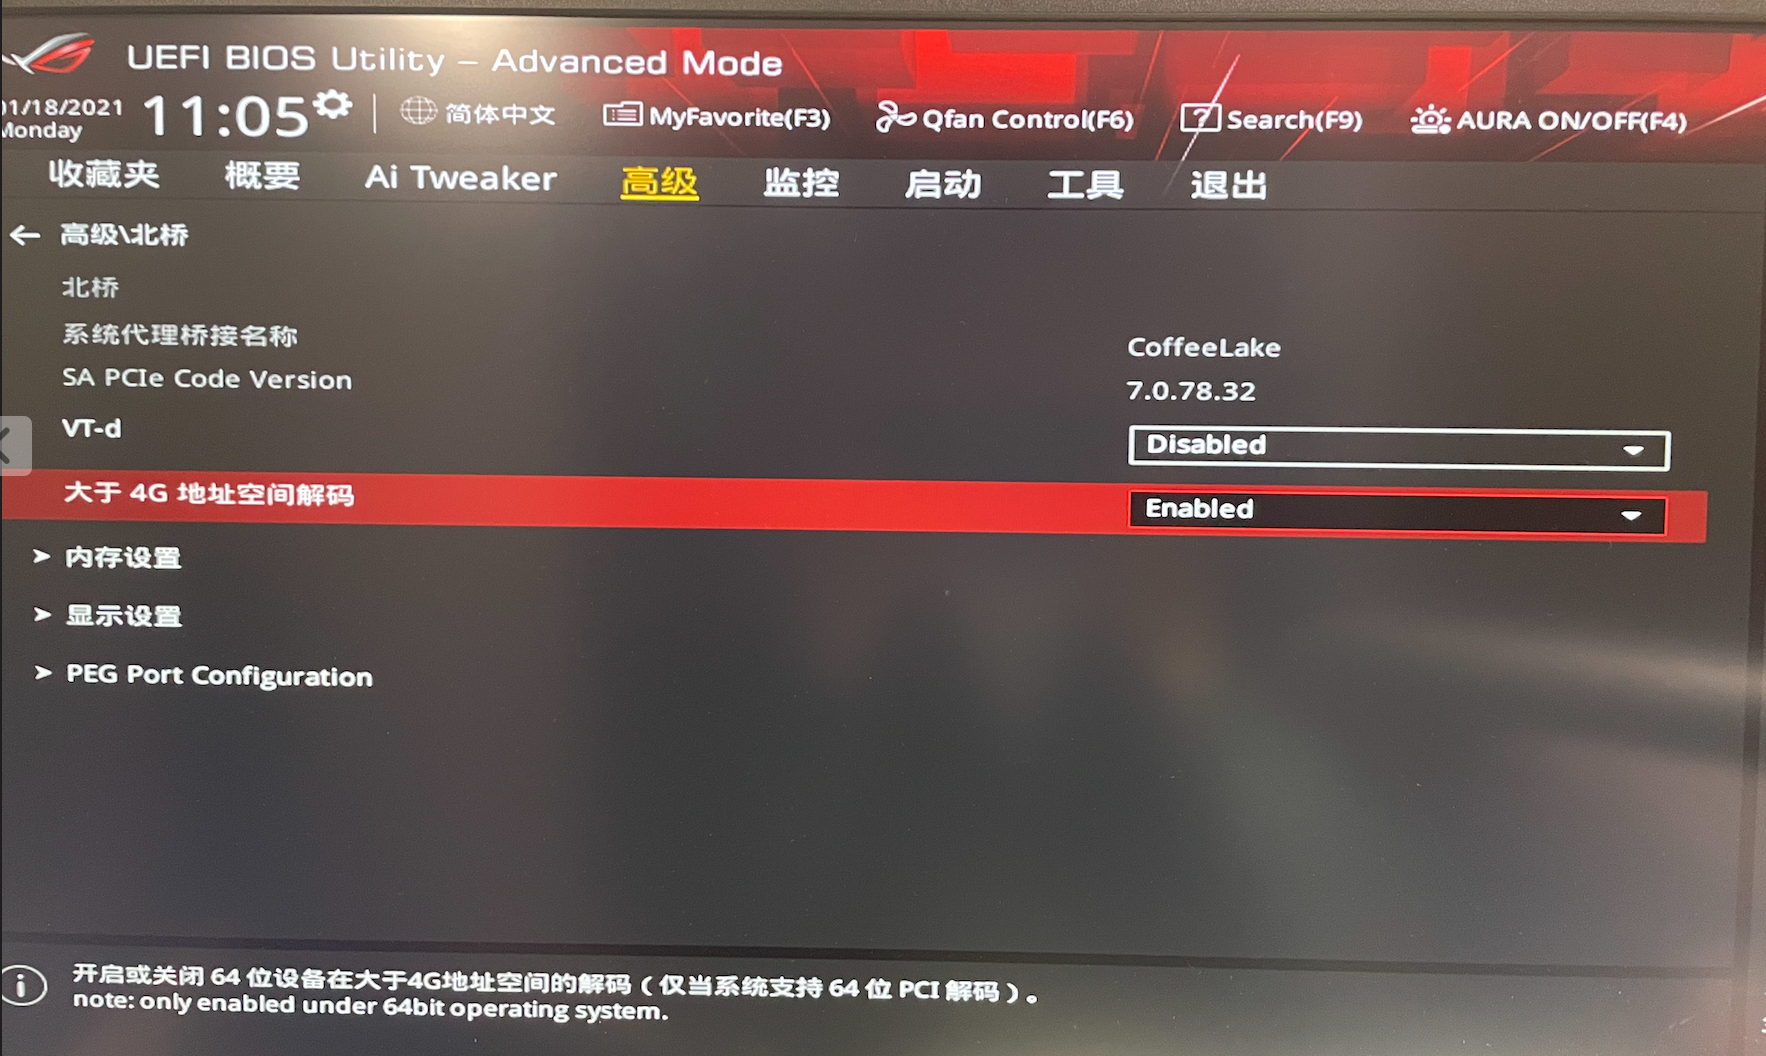 UEFI BIOS Utility – Advanced Mode
01/18/2021
Monday
11:05
简体中文
MyFavorite(F3)
Qfan Control(F6)
Search(F9)
AURA ON/OFF(F4)
收藏夹 概要 Ai Tweaker 高级 监控 启动 工具 退出
高级\北桥
北桥
系统代理桥接名称 CoffeeLake
SA PCIe Code Version 7.0.78.32
VT-d Disabled
大于 4G 地址空间解码 Enabled
> 内存设置
> 显示设置
> PEG Port Configuration
开启或关闭 64 位设备在大于4G地址空间的解码（仅当系统支持 64 位 PCI 解码）。
note: only enabled under 64bit operating system.